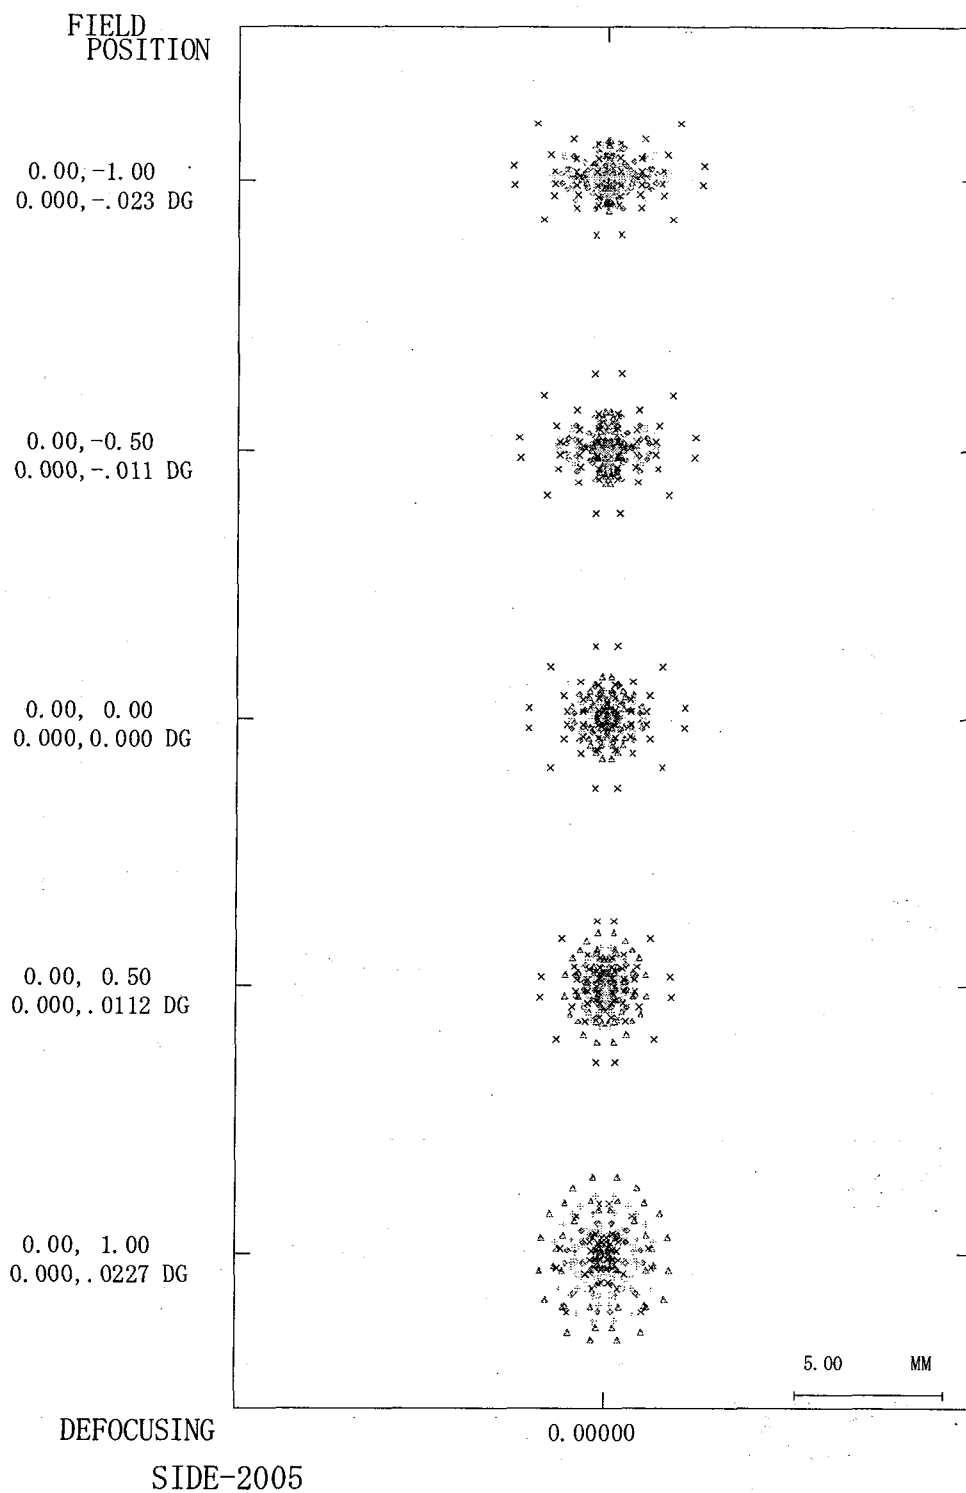 FIELD
POSITION
0.00,-1.00
0.000,-.023 DG
0.00,-0.50
0.000,-.011 DG
0.00, 0.00
0.000,0.000 DG
0.00, 0.50
0.000,.0112 DG
0.00, 1.00
0.000,.0227 DG
5.00 MM
DEFOCUSING 0.00000
SIDE-2005